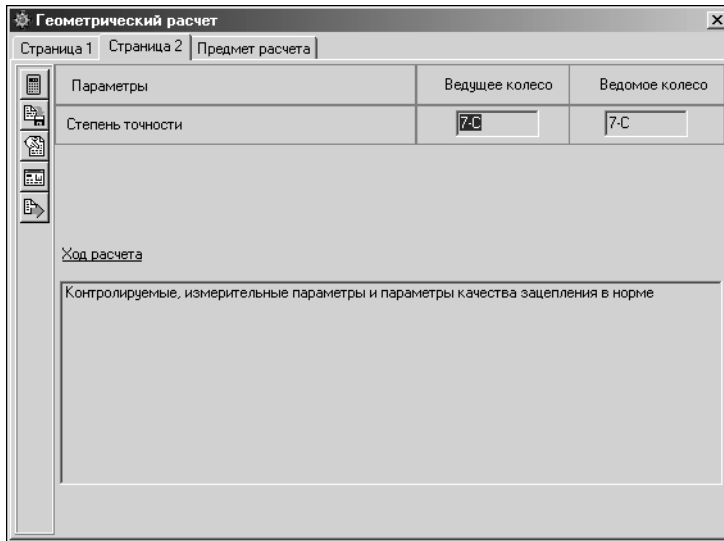 Геометрический расчет
Страница 1 Страница 2 Предмет расчета
Параметры Ведущее колесо Ведомое колесо
Степень точности 7-C 7-C
Ход расчета
Контролируемые, измерительные параметры и параметры качества зацепления в норме